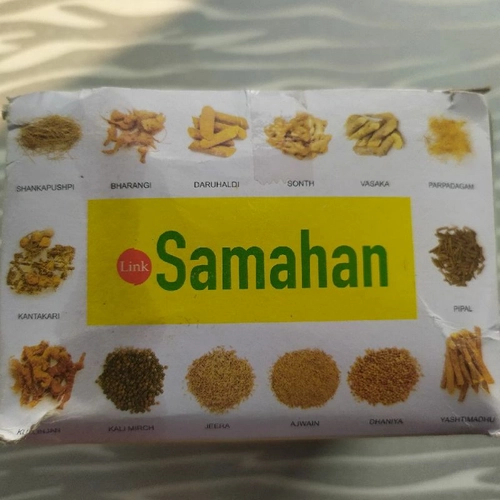 SHANKAPUSHPI BHARANGI DARUHALDI SONTH VASAKA PARPADAGAM
Link Samahan
KANTAKARI PIPAL
KALI MIRCH JEERA AJWAIN DHANIYA YASHTIMADHU